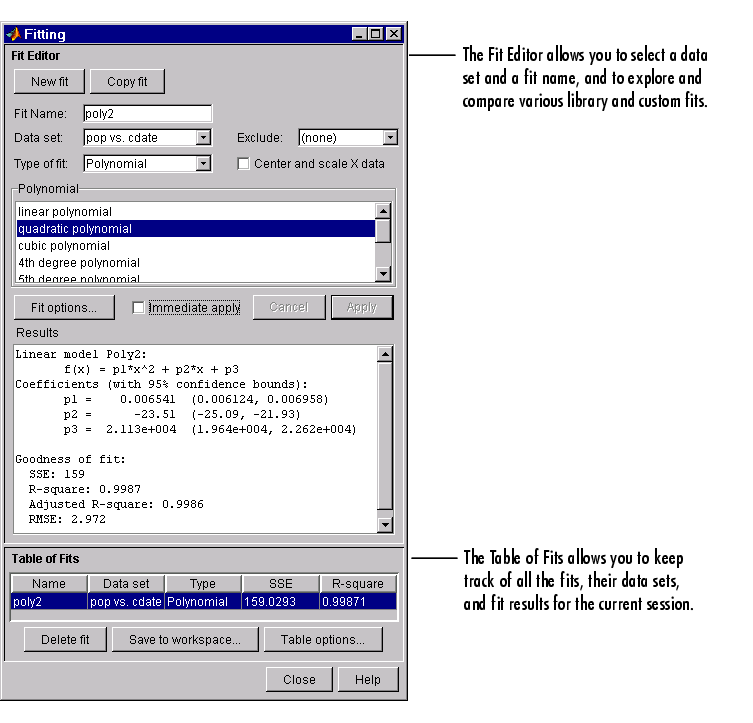 Fitting
Fit Editor
New fit Copy fit
Fit Name: poly2
Data set: pop vs. cdate Exclude: (none)
Type of fit: Polynomial Center and scale X data
Polynomial
linear polynomial
quadratic polynomial
cubic polynomial
4th degree polynomial
5th degree polynomial
Fit options... Immediate apply Cancel Apply
Results
Linear model Poly2:
f(x) = p1*x^2 + p2*x + p3
Coefficients (with 95% confidence bounds):
p1 = 0.006541 (0.006124, 0.006958)
p2 = -23.51 (-25.09, -21.93)
p3 = 2.113e+004 (1.964e+004, 2.262e+004)
Goodness of fit:
SSE: 159
R-square: 0.9987
Adjusted R-square: 0.9986
RMSE: 2.972
Table of Fits
Name Data set Type SSE R-square
poly2 pop vs. cdate Polynomial 159.0293 0.99871
Delete fit Save to workspace... Table options...
Close Help
The Fit Editor allows you to select a data
set and a fit name, and to explore and
compare various library and custom fits.
The Table of Fits allows you to keep
track of all the fits, their data sets,
and fit results for the current session.